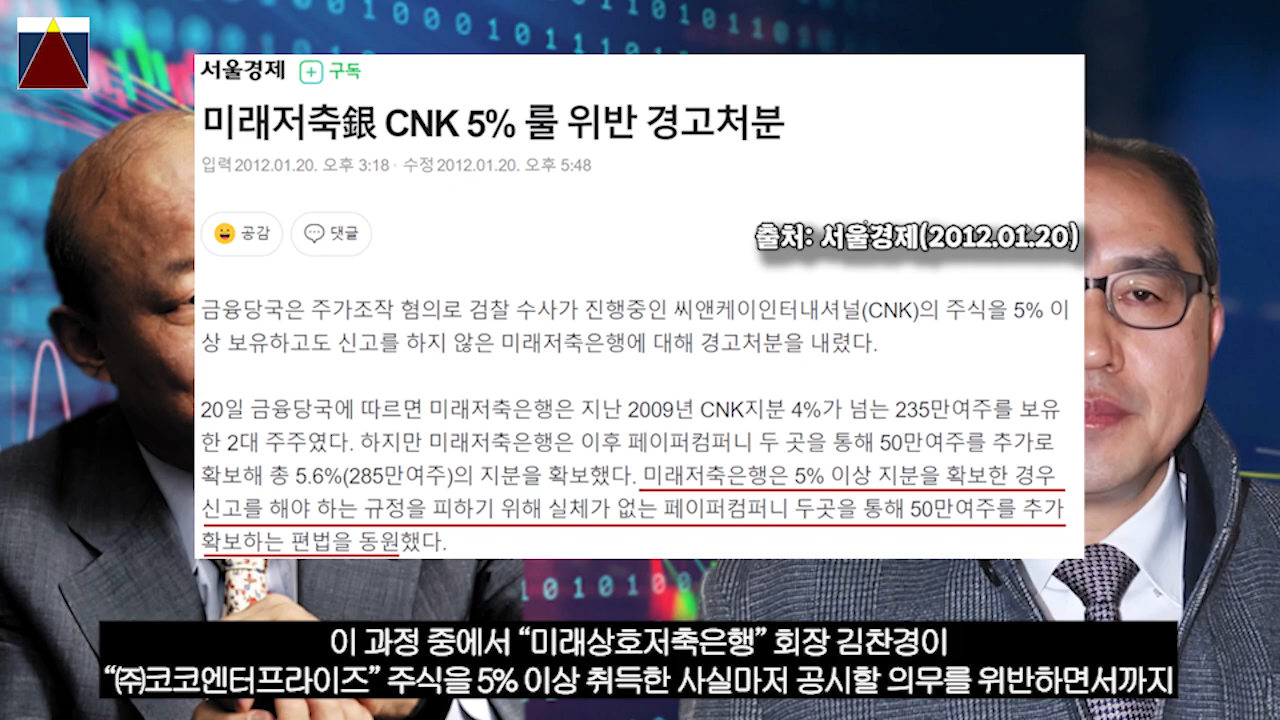 서울경제 + 구독
미래저축銀 CNK 5% 룰 위반 경고처분
입력 2012.01.20. 오후 3:18 · 수정 2012.01.20. 오후 5:48
공감 댓글
출처: 서울경제(2012.01.20)
금융당국은 주가조작 혐의로 검찰 수사가 진행중인 씨앤케이인터내셔널(CNK)의 주식을 5% 이
상 보유하고도 신고를 하지 않은 미래저축은행에 대해 경고처분을 내렸다.
20일 금융당국에 따르면 미래저축은행은 지난 2009년 CNK지분 4%가 넘는 235만여주를 보유
한 2대 주주였다. 하지만 미래저축은행은 이후 페이퍼컴퍼니 두 곳을 통해 50만여주를 추가로
확보해 총 5.6%(285만여주)의 지분을 확보했다. 미래저축은행은 5% 이상 지분을 확보한 경우
신고를 해야 하는 규정을 피하기 위해 실체가 없는 페이퍼컴퍼니 두곳을 통해 50만여주를 추가
확보하는 편법을 동원했다.
이 과정 중에서 “미래상호저축은행” 회장 김찬경이
“㈜코코엔터프라이즈” 주식을 5% 이상 취득한 사실마저 공시할 의무를 위반하면서까지